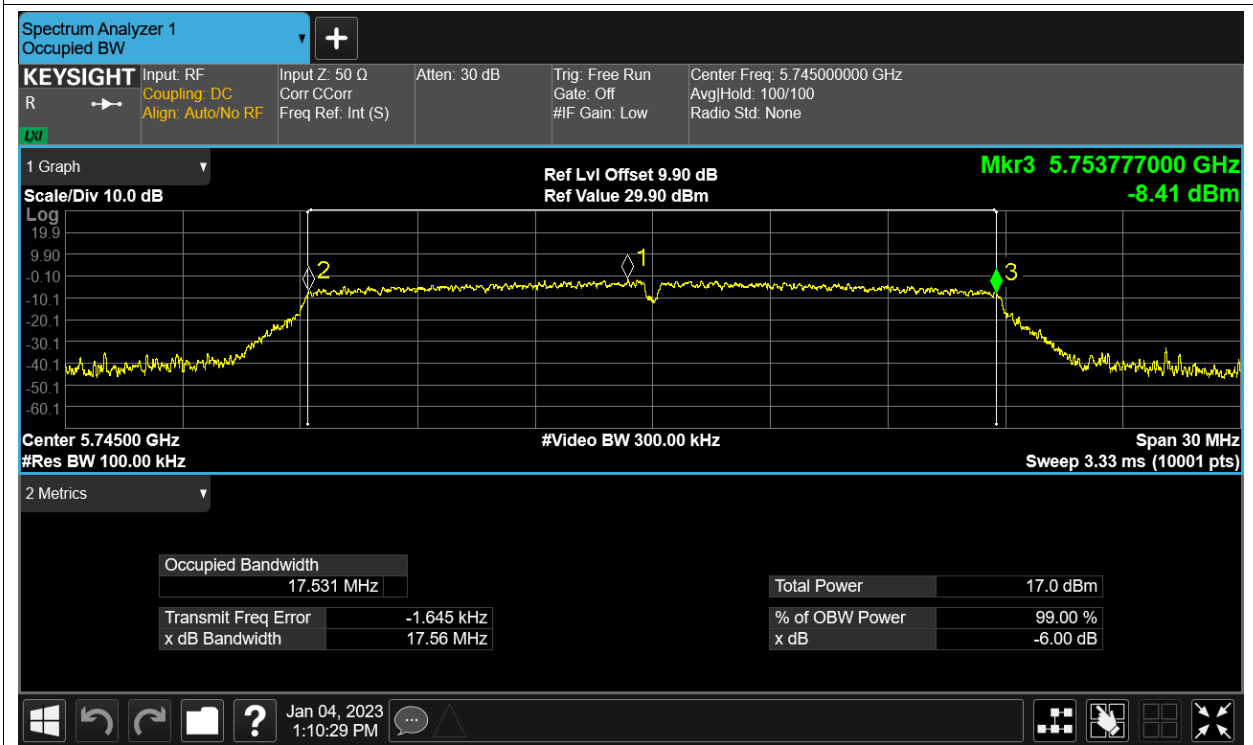 Spectrum Analyzer 1
Occupied BW
KEYSIGHT
R
LXI
Input: RF
Coupling: DC
Align: Auto/No RF
Input Z: 50 Ω
Corr CCorr
Freq Ref: Int (S)
Atten: 30 dB
Trig: Free Run
Gate: Off
#IF Gain: Low
Center Freq: 5.745000000 GHz
Avg|Hold: 100/100
Radio Std: None
1 Graph
Scale/Div 10.0 dB
Ref Lvl Offset 9.90 dB
Ref Value 29.90 dBm
Mkr3 5.753777000 GHz
-8.41 dBm
Log
19.9
9.90
-0.10
-10.1
-20.1
-30.1
-40.1
-50.1
-60.1
2
1
3
Center 5.74500 GHz
#Video BW 300.00 kHz
Span 30 MHz
#Res BW 100.00 kHz
Sweep 3.33 ms (10001 pts)
2 Metrics
Occupied Bandwidth
17.531 MHz
Total Power 17.0 dBm
Transmit Freq Error -1.645 kHz
% of OBW Power 99.00 %
x dB Bandwidth 17.56 MHz
x dB -6.00 dB
?
Jan 04, 2023
1:10:29 PM